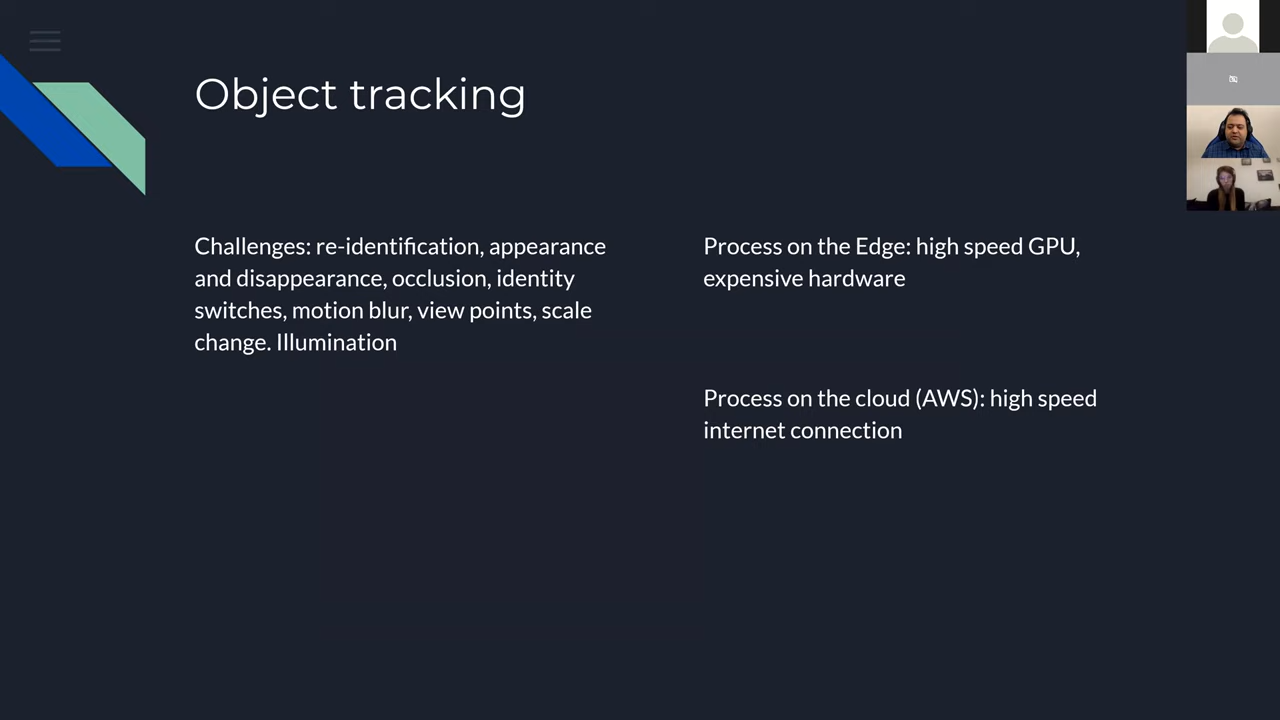 Object tracking
Challenges: re-identification, appearance
and disappearance, occlusion, identity
switches, motion blur, view points, scale
change. Illumination
Process on the Edge: high speed GPU,
expensive hardware
Process on the cloud (AWS): high speed
internet connection